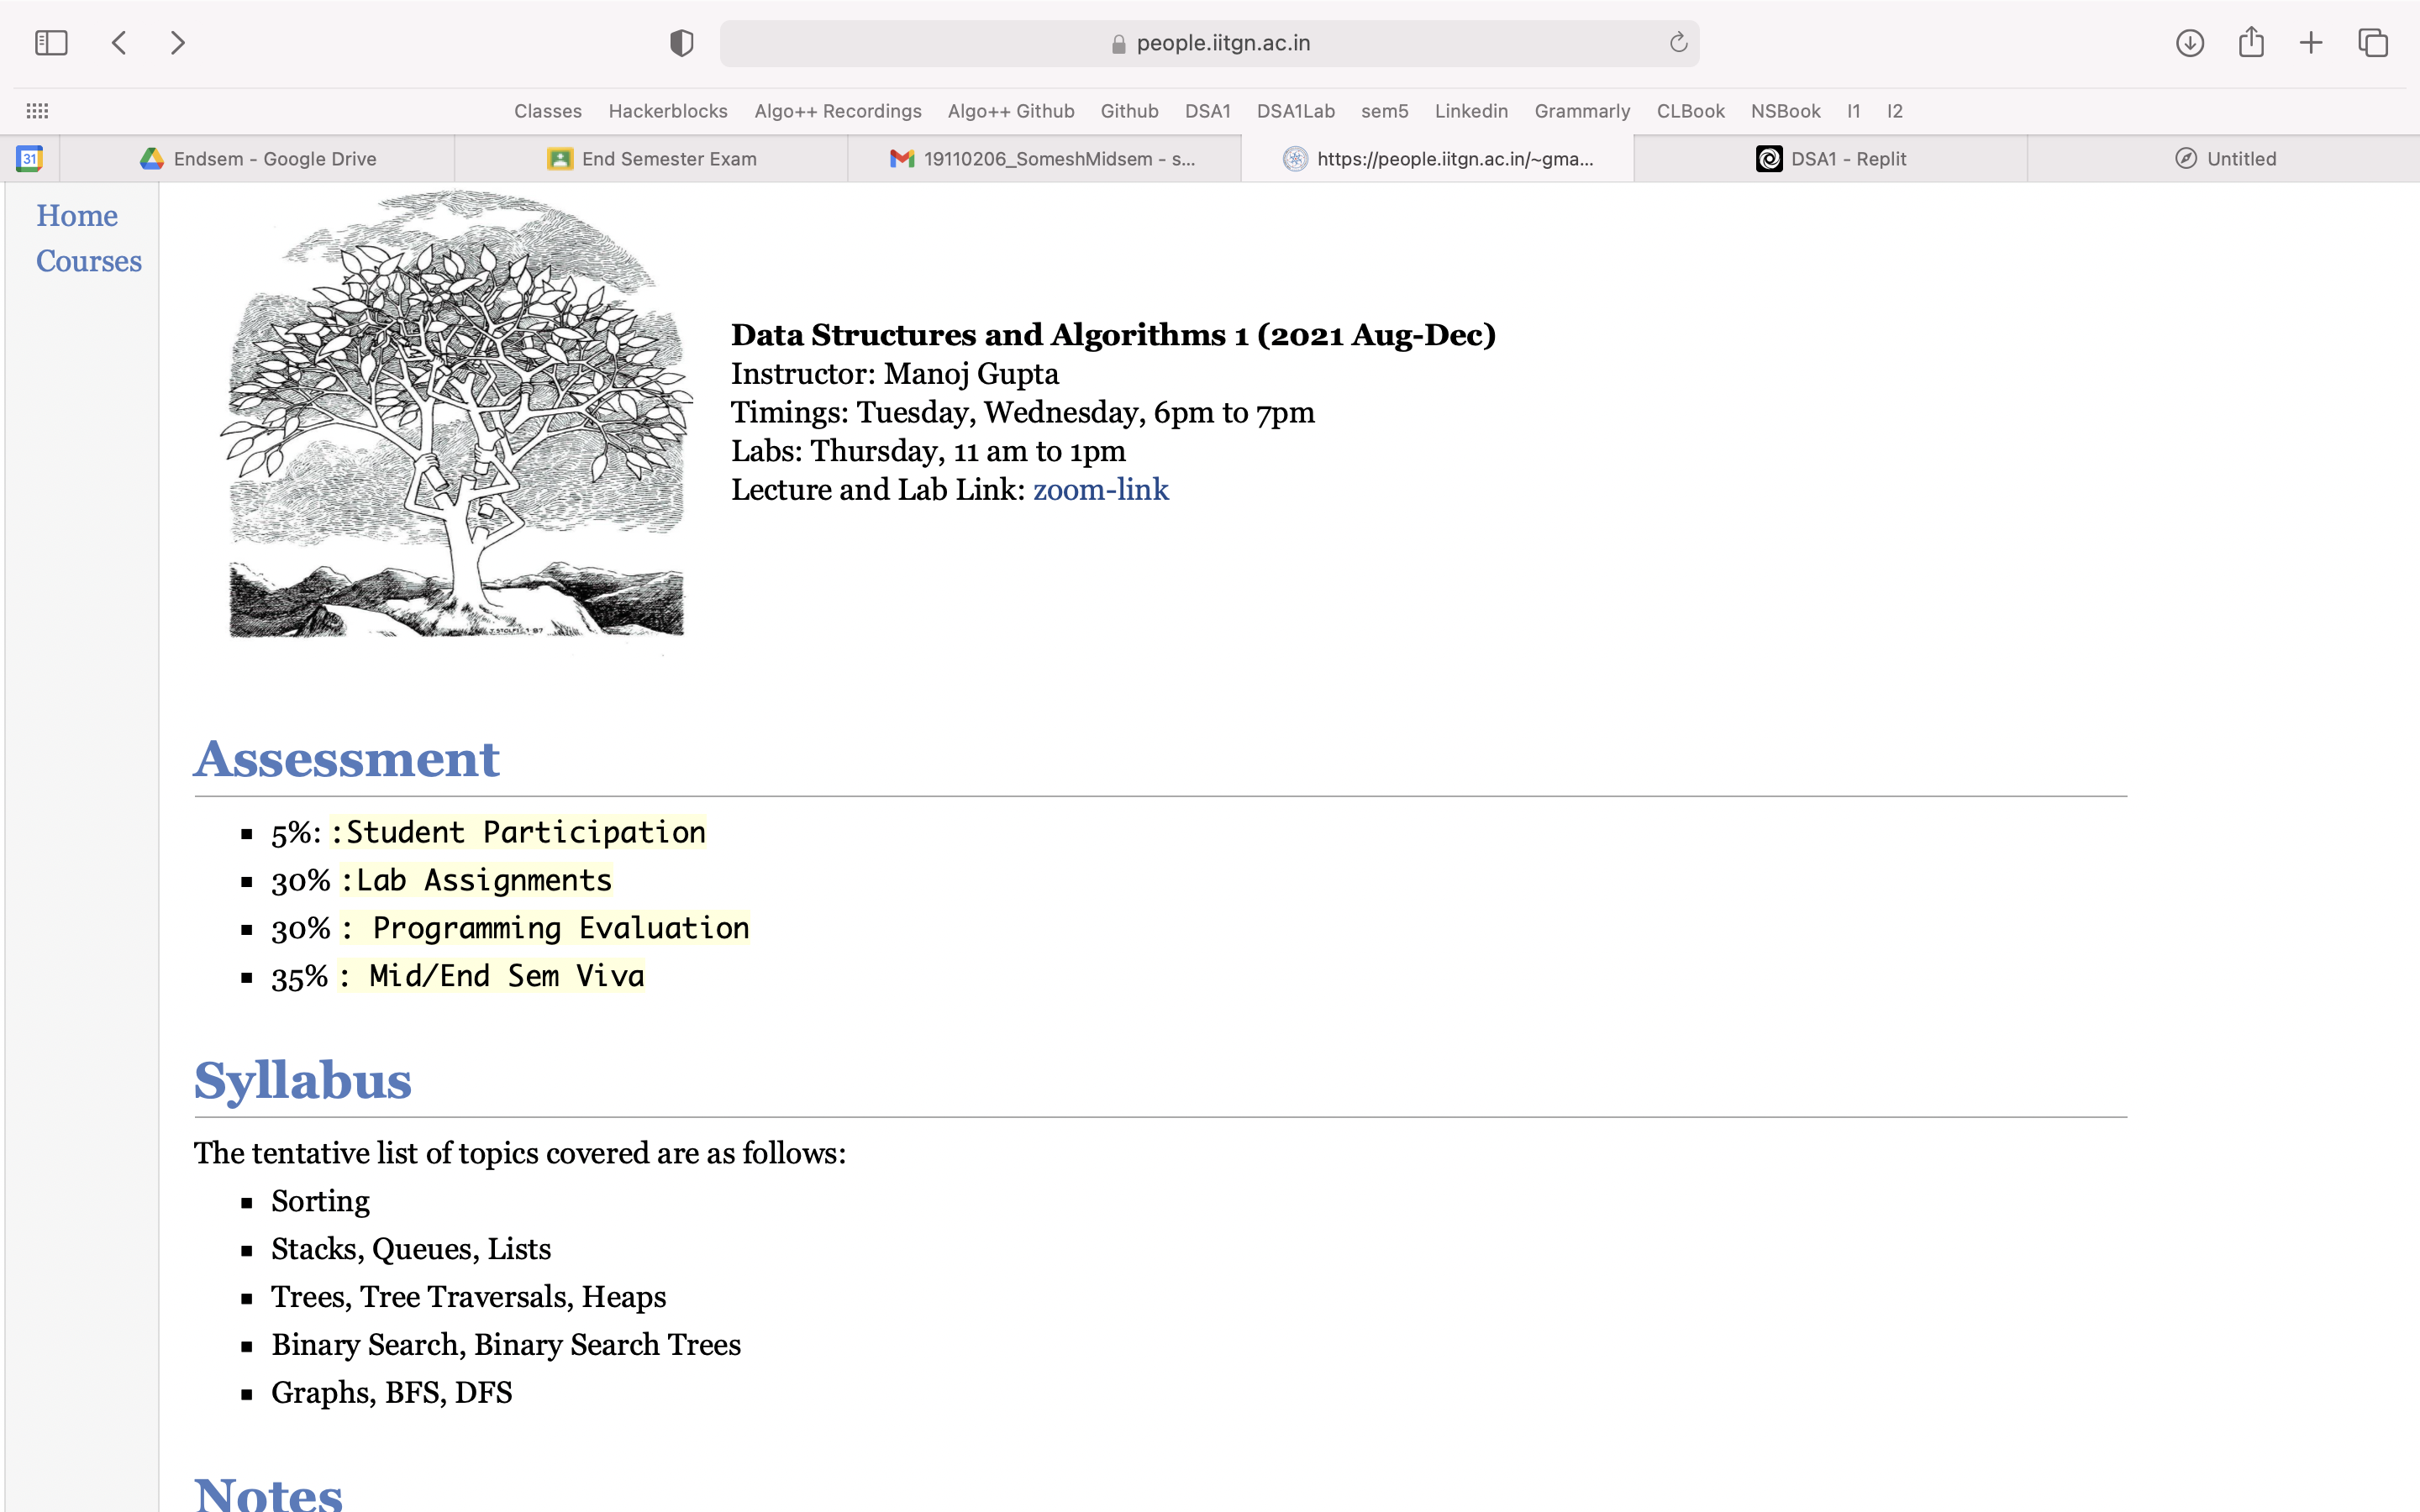 people.iitgn.ac.in
Classes Hackerblocks Algo++ Recordings Algo++ Github Github DSA1 DSA1Lab sem5 Linkedin Grammarly CLBook NSBook I1 I2
31 Endsem - Google Drive End Semester Exam 19110206_SomeshMidsem - s... https://people.iitgn.ac.in/~gma... DSA1 - Replit Untitled
Home
Courses
Data Structures and Algorithms 1 (2021 Aug-Dec)
Instructor: Manoj Gupta
Timings: Tuesday, Wednesday, 6pm to 7pm
Labs: Thursday, 11 am to 1pm
Lecture and Lab Link: zoom-link
Assessment
5%: :Student Participation
30% :Lab Assignments
30% : Programming Evaluation
35% : Mid/End Sem Viva
Syllabus
The tentative list of topics covered are as follows:
Sorting
Stacks, Queues, Lists
Trees, Tree Traversals, Heaps
Binary Search, Binary Search Trees
Graphs, BFS, DFS
Notes